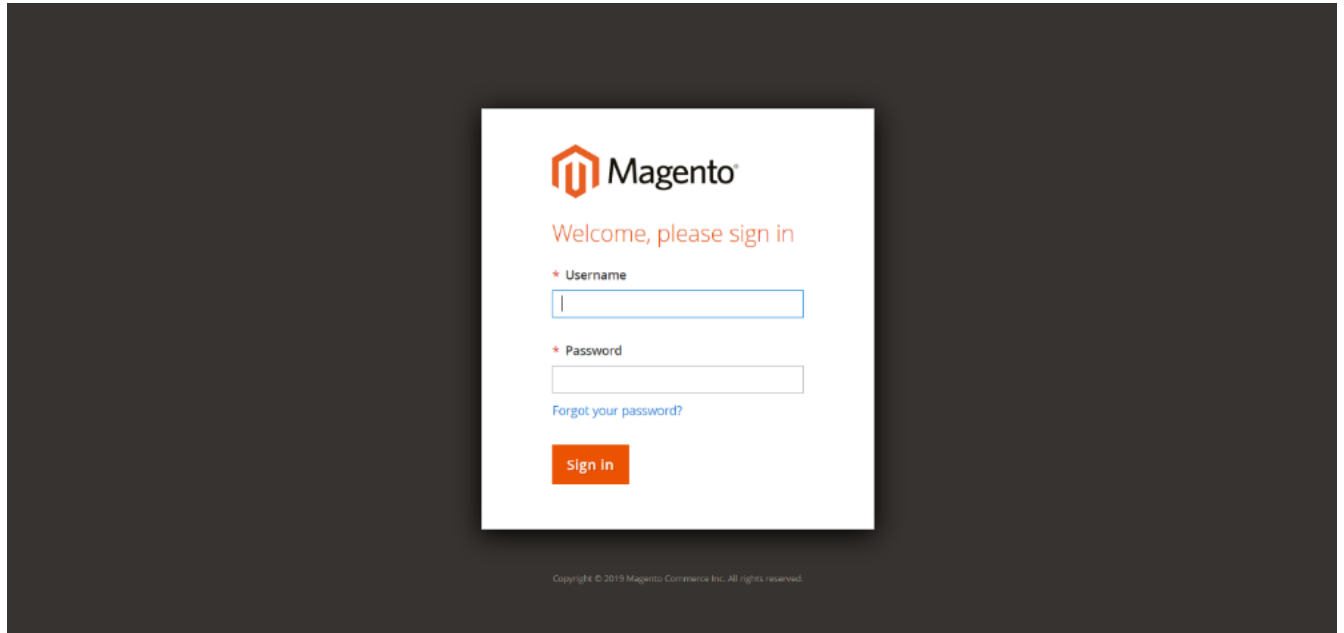 Magento®
Welcome, please sign in
* Username
* Password
Forgot your password?
Sign in
Copyright © 2019 Magento Commerce Inc. All rights reserved.